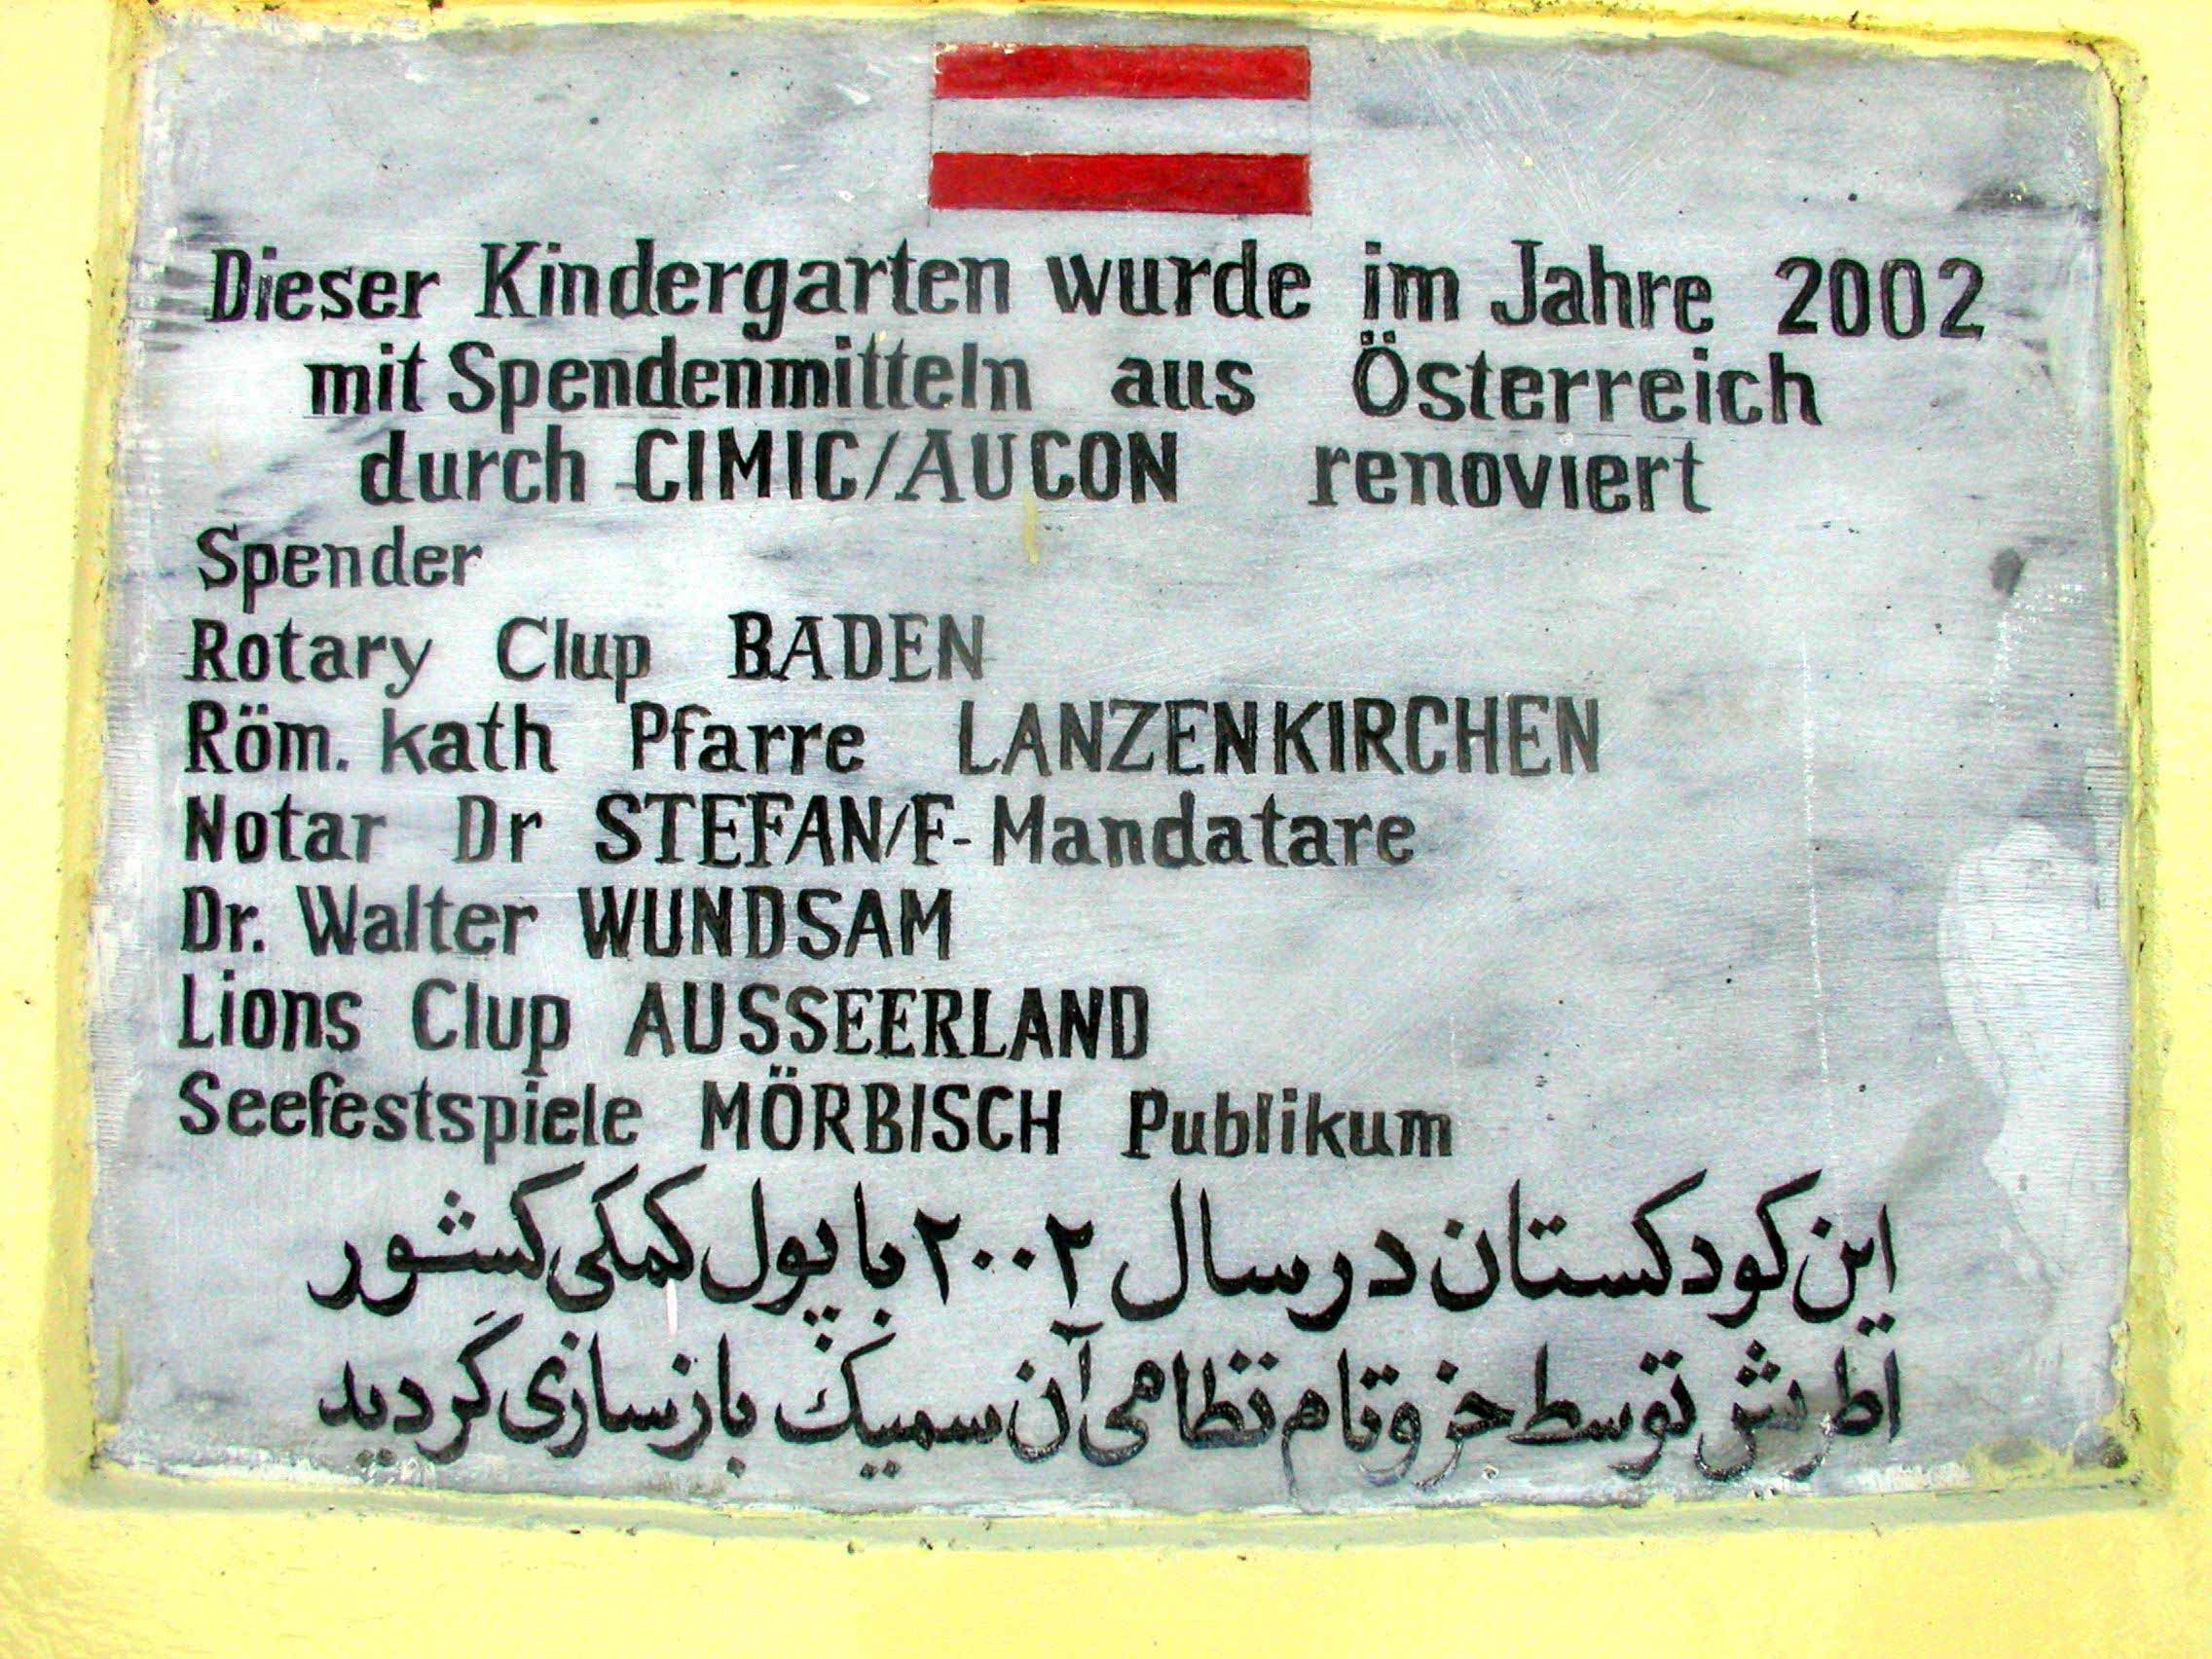 Dieser Kindergarten wurde im Jahre 2002
mit Spendenmitteln aus Österreich
durch CIMIC/AUCON renoviert
Spender
Rotary Clup BADEN
Röm. kath Pfarre LANZENKIRCHEN
Notar Dr STEFAN/F-Mandatare
Dr. Walter WUNDSAM
Lions Clup AUSSEERLAND
Seefestspiele MÖRBISCH Publikum
این کودکستان در سال ۲۰۰۲ با پول کمکی کشور
اطریش توسط نظامی آن سمیک بازسازی گردید